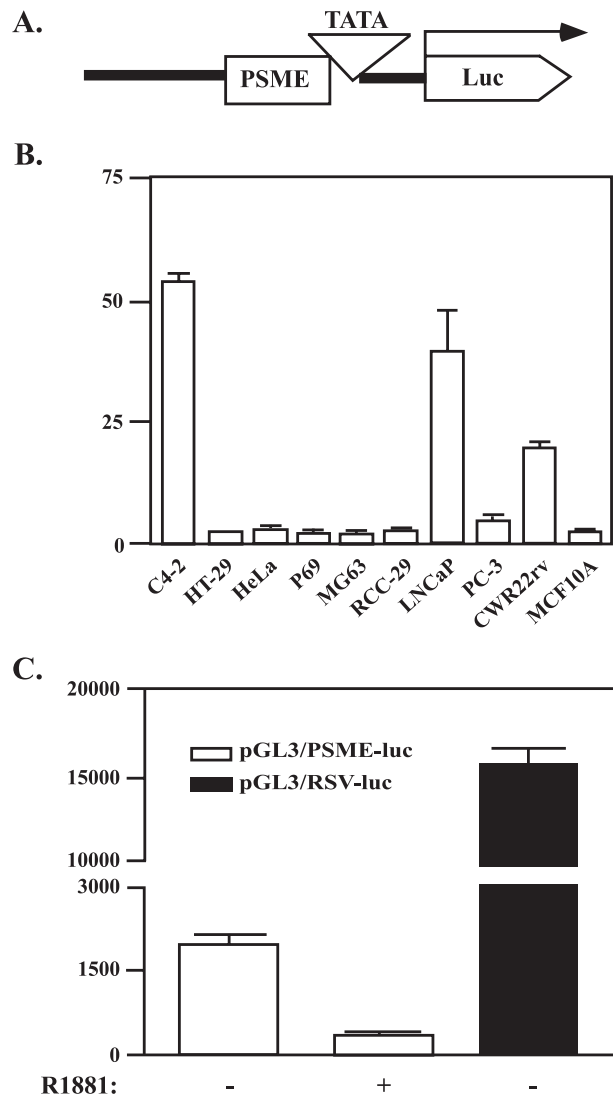 A.
TATA
PSME
Luc
B.
75
50
25
0
C4-2
HT-29
HeLa
P69
MG63
RCC-29
LNCaP
PC-3
CWR22rv
MCF10A
C.
20000
15000
10000
3000
1500
0
pGL3/PSME-luc
pGL3/RSV-luc
R1881: - + -